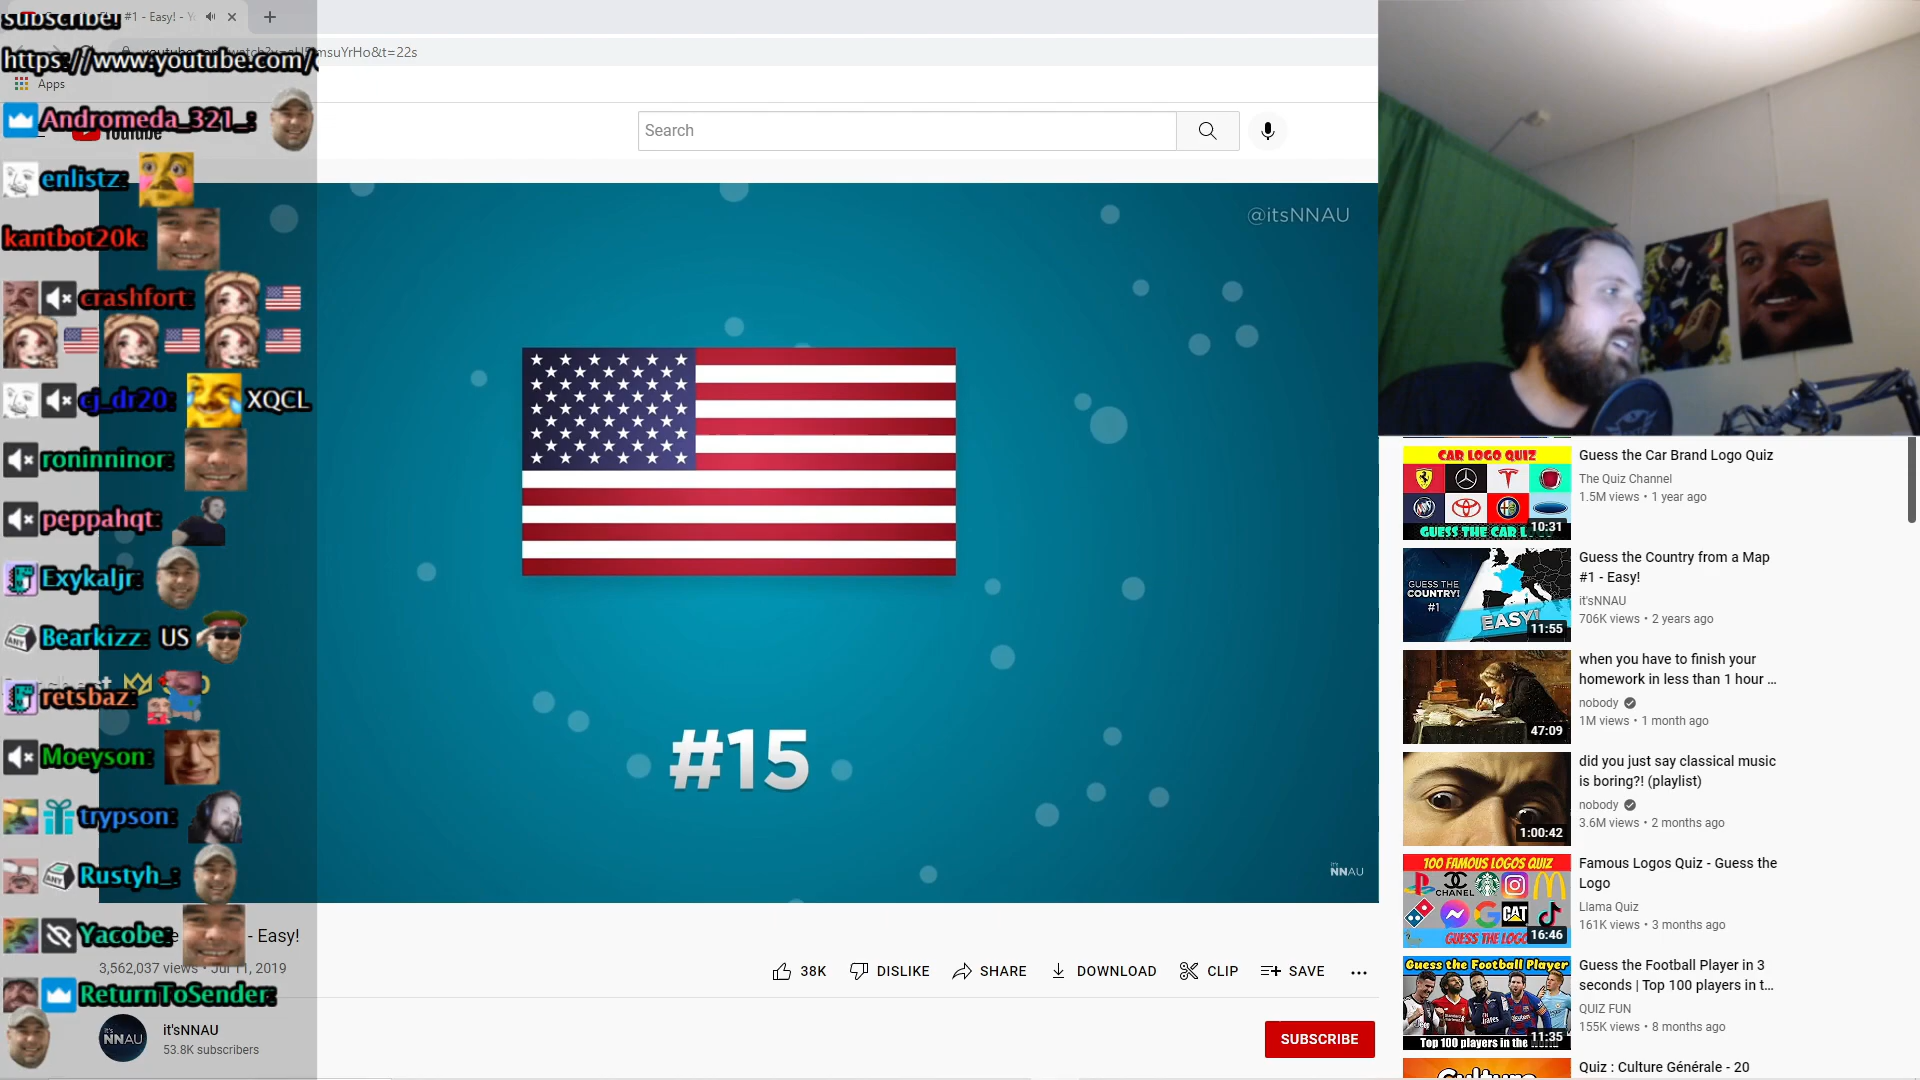 subscribe!
#1 - Easy! - Y
https://www.youtube.com/
msuYrHo&t=22s
Apps
Search
Andromeda_321_:
enlistz:
kantbot20k:
crashfort:
cj_dr20: XQCL
roninninor:
peppahqt:
Exykaljr:
Bearkizz: US
retsbaz:
Moeyson:
trypson:
Rustyh_:
Yacobe:
ReturnToSender:
@itsNNAU
#15
it's
NNAU
- Easy!
3,562,037 views • Jul 11, 2019
38K
DISLIKE
SHARE
DOWNLOAD
CLIP
SAVE
it's
NNAU
it'sNNAU
53.8K subscribers
SUBSCRIBE
CAR LOGO QUIZ
GUESS THE CAR L
10:31
Guess the Car Brand Logo Quiz
The Quiz Channel
1.5M views • 1 year ago
GUESS THE
COUNTRY!
#1
EASY!
11:55
Guess the Country from a Map
#1 - Easy!
it'sNNAU
706K views • 2 years ago
47:09
when you have to finish your
homework in less than 1 hour ...
nobody
1M views • 1 month ago
1:00:42
did you just say classical music
is boring?! (playlist)
nobody
3.6M views • 2 months ago
100 FAMOUS LOGOS QUIZ
CHANEL
CAT
GUESS THE LOGO
16:46
Famous Logos Quiz - Guess the
Logo
Llama Quiz
161K views • 3 months ago
Guess the Football Player
Top 100 players in the
11:35
Guess the Football Player in 3
seconds | Top 100 players in t...
QUIZ FUN
155K views • 8 months ago
Culture
Quiz : Culture Générale - 20